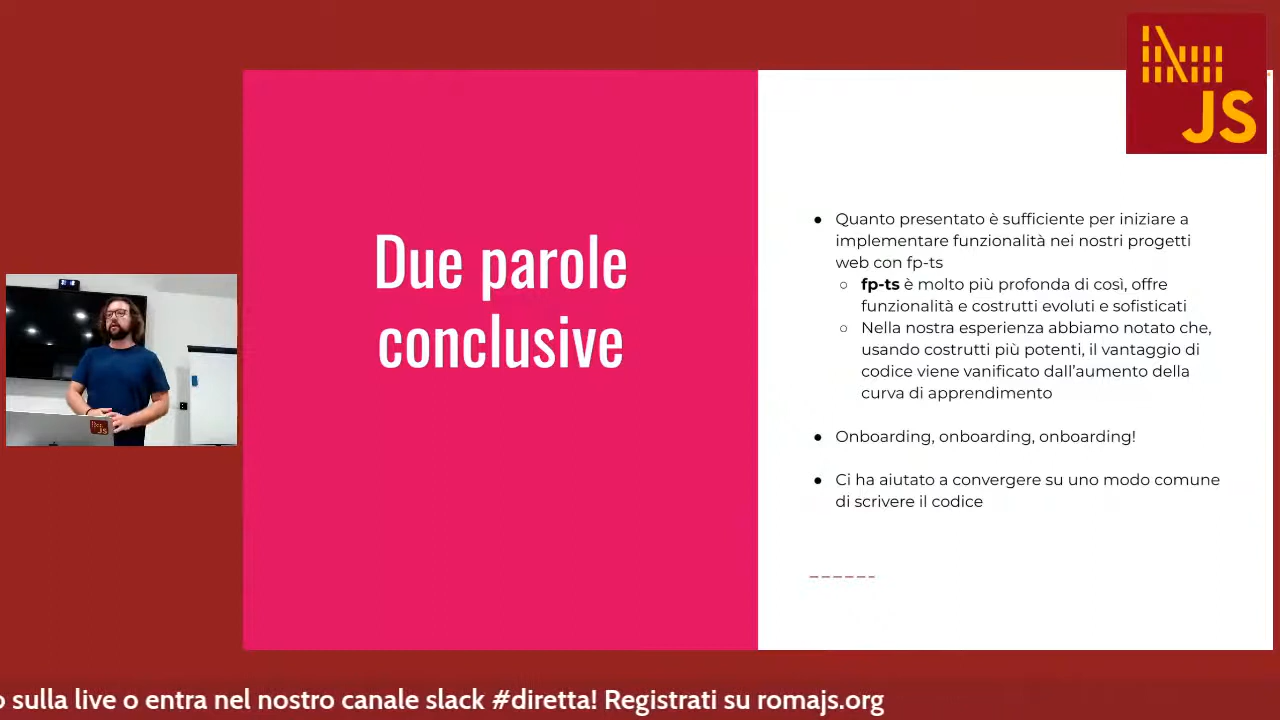 JS
Due parole
conclusive
Quanto presentato è sufficiente per iniziare a
implementare funzionalità nei nostri progetti
web con fp-ts
fp-ts è molto più profonda di così, offre
funzionalità e costrutti evoluti e sofisticati
Nella nostra esperienza abbiamo notato che,
usando costrutti più potenti, il vantaggio di
codice viene vanificato dall'aumento della
curva di apprendimento
Onboarding, onboarding, onboarding!
Ci ha aiutato a convergere su uno modo comune
di scrivere il codice
JS
o sulla live o entra nel nostro canale slack #diretta! Registrati su romajs.org